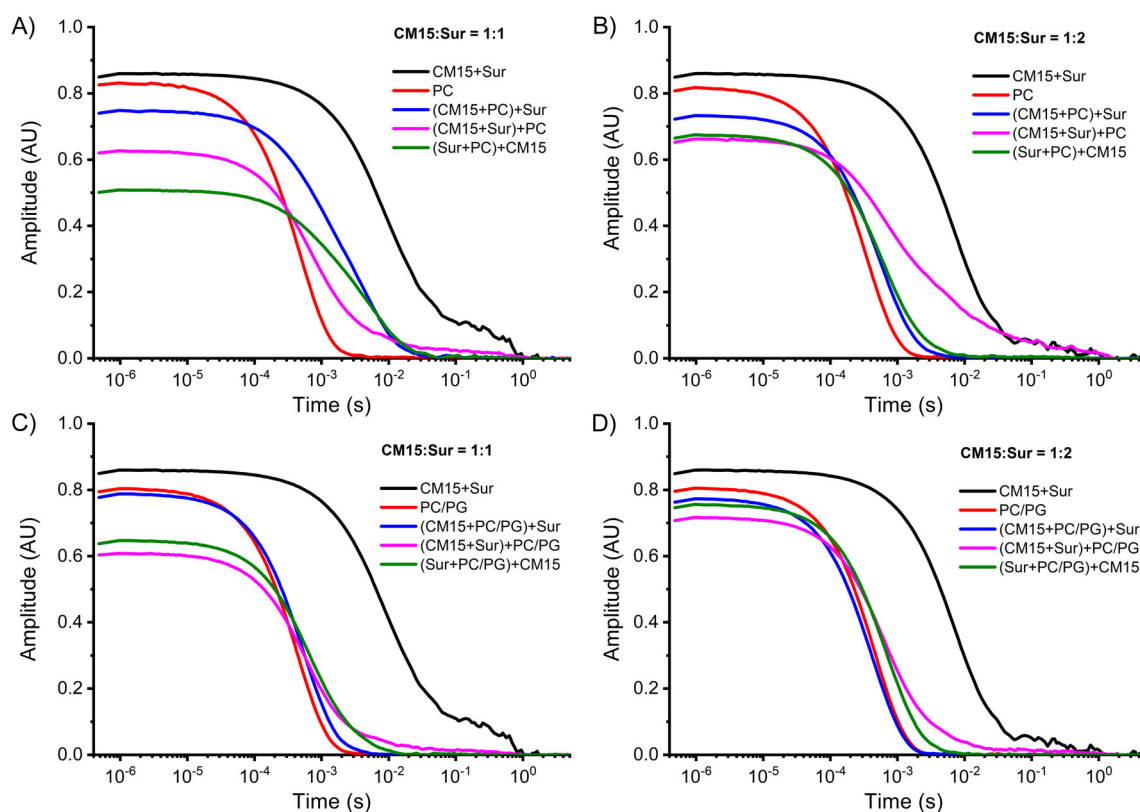 A)
CM15:Sur = 1:1
CM15+Sur
PC
(CM15+PC)+Sur
(CM15+Sur)+PC
(Sur+PC)+CM15
Amplitude (AU)
1.0
0.8
0.6
0.4
0.2
0.0
10⁻⁶ 10⁻⁵ 10⁻⁴ 10⁻³ 10⁻² 10⁻¹ 10⁰
Time (s)
B)
CM15:Sur = 1:2
CM15+Sur
PC
(CM15+PC)+Sur
(CM15+Sur)+PC
(Sur+PC)+CM15
Amplitude (AU)
1.0
0.8
0.6
0.4
0.2
0.0
10⁻⁶ 10⁻⁵ 10⁻⁴ 10⁻³ 10⁻² 10⁻¹ 10⁰
Time (s)
C)
CM15:Sur = 1:1
CM15+Sur
PC/PG
(CM15+PC/PG)+Sur
(CM15+Sur)+PC/PG
(Sur+PC/PG)+CM15
Amplitude (AU)
1.0
0.8
0.6
0.4
0.2
0.0
10⁻⁶ 10⁻⁵ 10⁻⁴ 10⁻³ 10⁻² 10⁻¹ 10⁰
Time (s)
D)
CM15:Sur = 1:2
CM15+Sur
PC/PG
(CM15+PC/PG)+Sur
(CM15+Sur)+PC/PG
(Sur+PC/PG)+CM15
Amplitude (AU)
1.0
0.8
0.6
0.4
0.2
0.0
10⁻⁶ 10⁻⁵ 10⁻⁴ 10⁻³ 10⁻² 10⁻¹ 10⁰
Time (s)